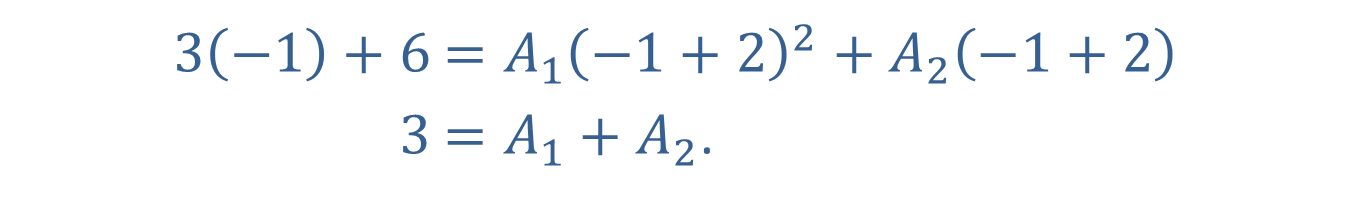 3(−1) + 6 = A₁(−1 + 2)² + A₂(−1 + 2)
3 = A₁ + A₂.